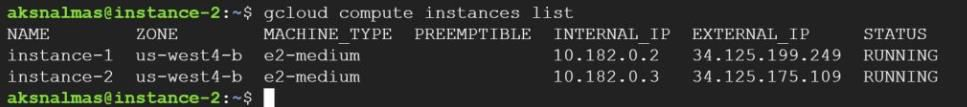 aksnalmas@instance-2:~$ gcloud compute instances list
NAME ZONE MACHINE_TYPE PREEMPTIBLE INTERNAL_IP EXTERNAL_IP STATUS
instance-1 us-west4-b e2-medium 10.182.0.2 34.125.199.249 RUNNING
instance-2 us-west4-b e2-medium 10.182.0.3 34.125.175.109 RUNNING
aksnalmas@instance-2:~$